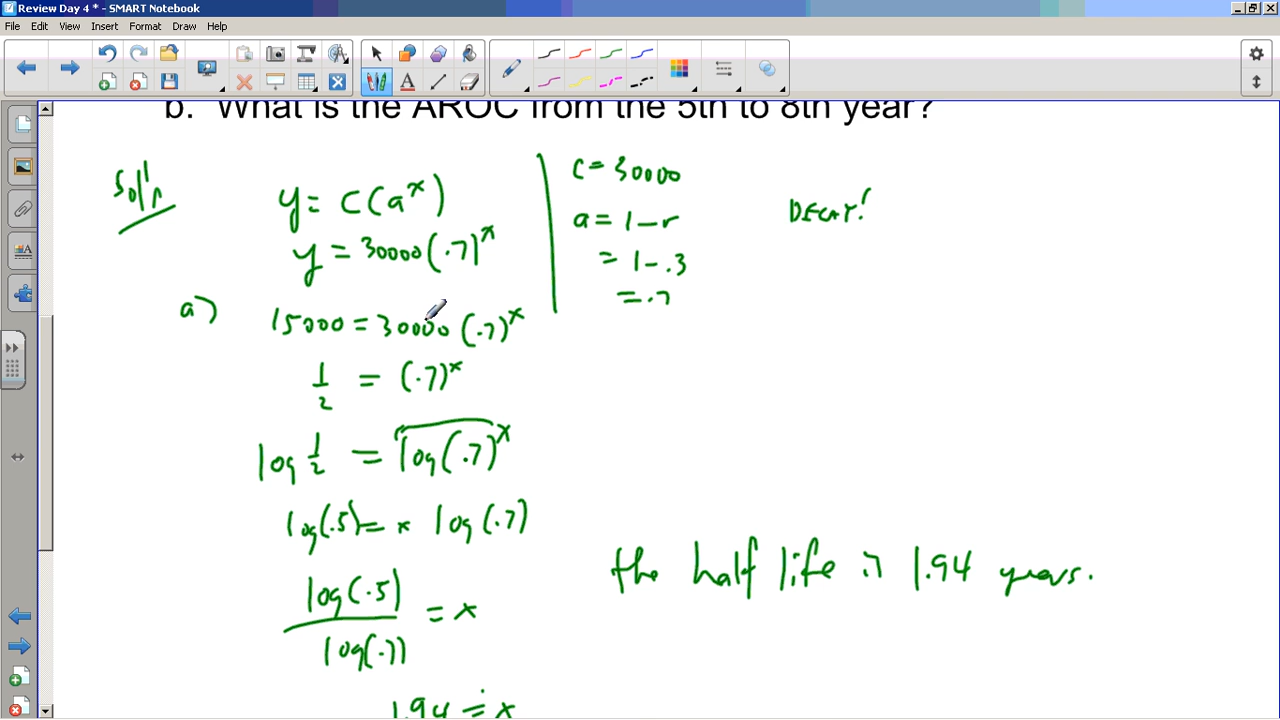 Review Day 4 * - SMART Notebook
File Edit View Insert Format Draw Help
b. What is the AROC from the 5th to 8th year?
Sol'n
y = C(a^x)
y = 30000(.7)^x
C = 30000
a = 1 - r
= 1 - .3
= .7
DECAY!
a) 15000 = 30000(.7)^x
1/2 = (.7)^x
log 1/2 = log(.7)^x
log(.5) = x log(.7)
log(.5)/log(.7) = x
1.94 ≐ x
the half life is 1.94 years.